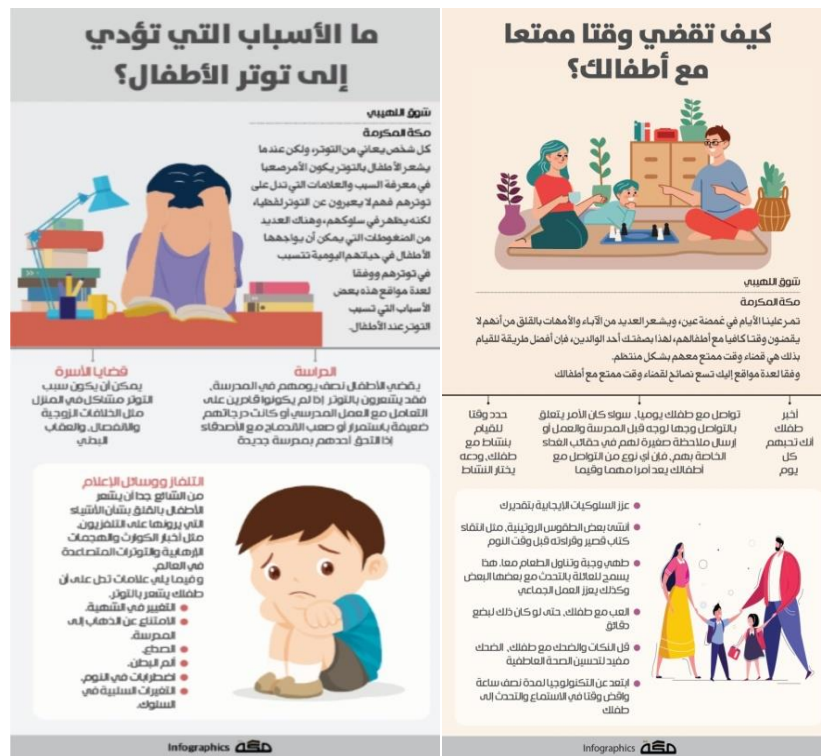 كيف تقضي وقتا ممتعا
مع أطفالك؟
شوق اللهيبي
مكة المكرمة
تمر علينا الأيام في غمضة عين، ويشعر العديد من الآباء والأمهات بالقلق من أنهم لا
يقضون وقتا كافيا مع أطفالهم، لهذا بصفتك أحد الوالدين، فإن أفضل طريقة للقيام
بذلك هي قضاء وقت ممتع معهم بشكل منتظم.
وفقا لعدة مواقع إليك تسع نصائح لقضاء وقت ممتع مع أطفالك
أخبر
طفلك
أنك تحبهم
كل
يوم
تواصل مع طفلك يوميا، سواء كان الأمر يتعلق
بالتواصل وجها لوجه قبل المدرسة والعمل أو
إرسال ملاحظة صغيرة لهم في حقائب الغداء
الخاصة بهم، فإن أي نوع من التواصل مع
أطفالك يعد أمرا مهما وقيما
حدد وقتا
للقيام
بنشاط مع
طفلك، ودعه
يختار النشاط
عزز السلوكيات الايجابية بتقديرك
أنشئ بعض الطقوس الروتينية، مثل انتقاء
كتاب قصير وقراءته قبل وقت النوم
طهي وجبة وتناول الطعام معا، هذا
يسمح للعائلة بالتحدث مع بعضها البعض
وكذلك يعزز العمل الجماعي
العب مع طفلك، حتى لو كان ذلك لبضع
دقائق
قل النكات والضحك مع طفلك، الضحك
مفيد لتحسين الصحة العاطفية
ابتعد عن التكنولوجيا لمدة نصف ساعة
واقض وقتا في الاستماع والتحدث إلى
طفلك
Infographics مكة
ما الأسباب التي تؤدي
إلى توتر الأطفال؟
شوق اللهيبي
مكة المكرمة
كل شخص يعاني من التوتر، ولكن عندما
يشعر الأطفال بالتوتر يكون الأمر صعبا
في معرفة السبب والعلامات التي تدل على
توترهم فهم لا يعبرون عن التوتر لفظيا،
لكنه يظهر في سلوكهم، وهناك العديد
من الضغوطات التي يمكن أن يواجهها
الأطفال في حياتهم اليومية تتسبب
في توترهم ووفقا
لعدة مواقع هذه بعض
الأسباب التي تسبب
التوتر عند الأطفال.
الدراسة
يقضي الأطفال نصف يومهم في المدرسة،
فقد يشعرون بالتوتر إذا لم يكونوا قادرين على
التعامل مع العمل المدرسي أو كانت درجاتهم
ضعيفة باستمرار أو صعب الاندماج مع الأصدقاء
إذا التحق أحدهم بمدرسة جديدة
قضايا الأسرة
يمكن أن يكون سبب
التوتر مشاكل في المنزل
مثل الخلافات الزوجية
والانفصال، والعقاب
البدني
التلفاز ووسائل الإعلام
من الشائع جدا أن يشعر
الأطفال بالقلق بشأن الأشياء
التي يرونها على التلفزيون،
مثل أخبار الكوارث والهجمات
الإرهابية والتوترات المتصاعدة
في العالم.
وفيما يلي علامات تدل على أن
طفلك يشعر بالتوتر.
التغيير في الشهية.
الامتناع عن الذهاب إلى
المدرسة.
الصداع.
ألم البطن.
اضطرابات في النوم.
التغيرات السلبية في
السلوك.
Infographics مكة